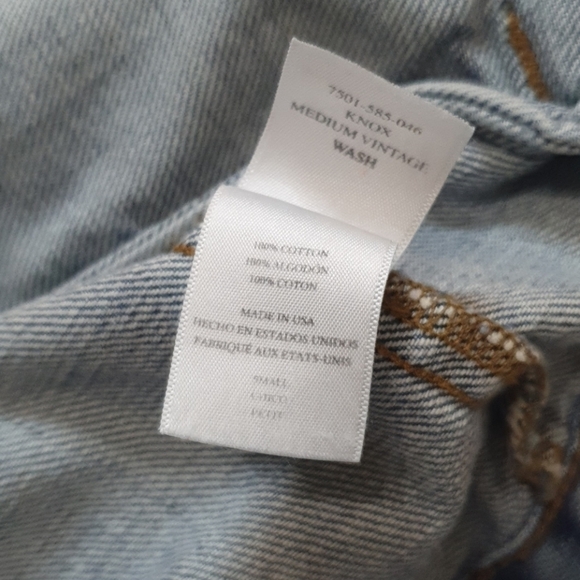 7501-585-046
KNOX
MEDIUM VINTAGE
WASH
100% COTTON
100% ALGODÓN
100% COTON
MADE IN USA
HECHO EN ESTADOS UNIDOS
FABRIQUÉ AUX ETATS-UNIS
SMALL
CORTO
PETIT